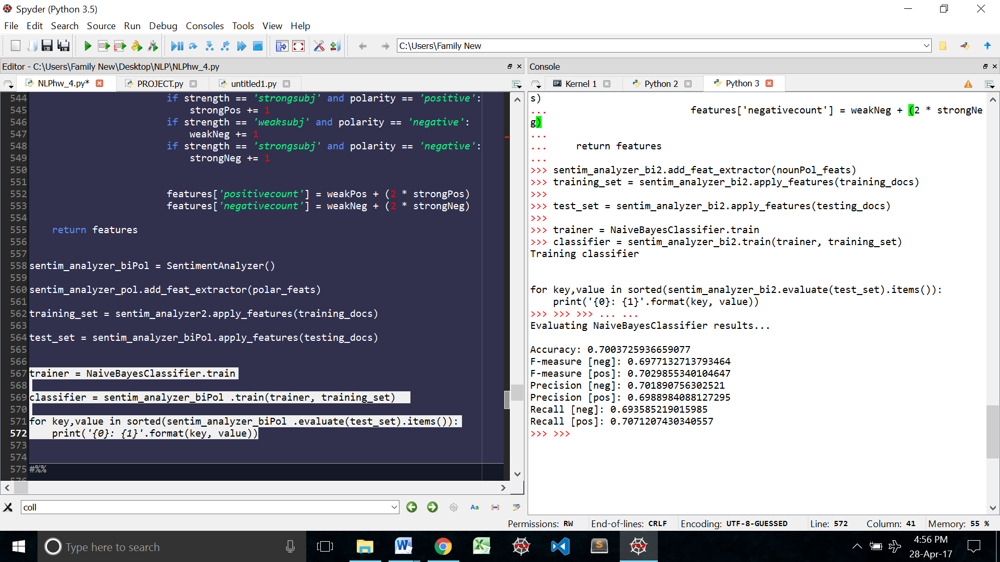 Spyder (Python 3.5)
File Edit Search Source Run Debug Consoles Tools View Help
C:\Users\Family New
Editor - C:\Users\Family New\Desktop\NLP\NLPhw_4.py
NLPhw_4.py* PROJECT.py untitled1.py
544 if strength == 'strongsubj' and polarity == 'positive':
545 strongPos += 1
546 if strength == 'weaksubj' and polarity == 'negative':
547 weakNeg += 1
548 if strength == 'strongsubj' and polarity == 'negative':
549 strongNeg += 1
550
551
552 features['positivecount'] = weakPos + (2 * strongPos)
553 features['negativecount'] = weakNeg + (2 * strongNeg)
554
555 return features
556
557
558 sentim_analyzer_biPol = SentimentAnalyzer()
559
560 sentim_analyzer_pol.add_feat_extractor(polar_feats)
561
562 training_set = sentim_analyzer2.apply_features(training_docs)
563
564 test_set = sentim_analyzer_biPol.apply_features(testing_docs)
565
566
567 trainer = NaiveBayesClassifier.train
568
569 classifier = sentim_analyzer_biPol .train(trainer, training_set)
570
571 for key,value in sorted(sentim_analyzer_biPol .evaluate(test_set).items()):
572 print('{0}: {1}'.format(key, value))
573
574
575 #%%
576
coll
Aa
Console
IP: Kernel 1 Python 2 Python 3
s)
... features['negativecount'] = weakNeg + (2 * strongNe
g)
...
... return features
...
>>> sentim_analyzer_bi2.add_feat_extractor(nounPol_feats)
>>> training_set = sentim_analyzer_bi2.apply_features(training_docs)
>>>
>>> test_set = sentim_analyzer_bi2.apply_features(testing_docs)
>>>
>>> trainer = NaiveBayesClassifier.train
>>> classifier = sentim_analyzer_bi2.train(trainer, training_set)
Training classifier
for key,value in sorted(sentim_analyzer_bi2.evaluate(test_set).items()):
print('{0}: {1}'.format(key, value))
>>> >>> >>> ... ...
Evaluating NaiveBayesClassifier results...
Accuracy: 0.7003725936659077
F-measure [neg]: 0.6977132713793464
F-measure [pos]: 0.7029855340104647
Precision [neg]: 0.701890756302521
Precision [pos]: 0.6988984088127295
Recall [neg]: 0.693585219015985
Recall [pos]: 0.7071207430340557
>>> >>>
Permissions: RW End-of-lines: CRLF Encoding: UTF-8-GUESSED Line: 572 Column: 41 Memory: 55 %
Type here to search
4:56 PM
28-Apr-17